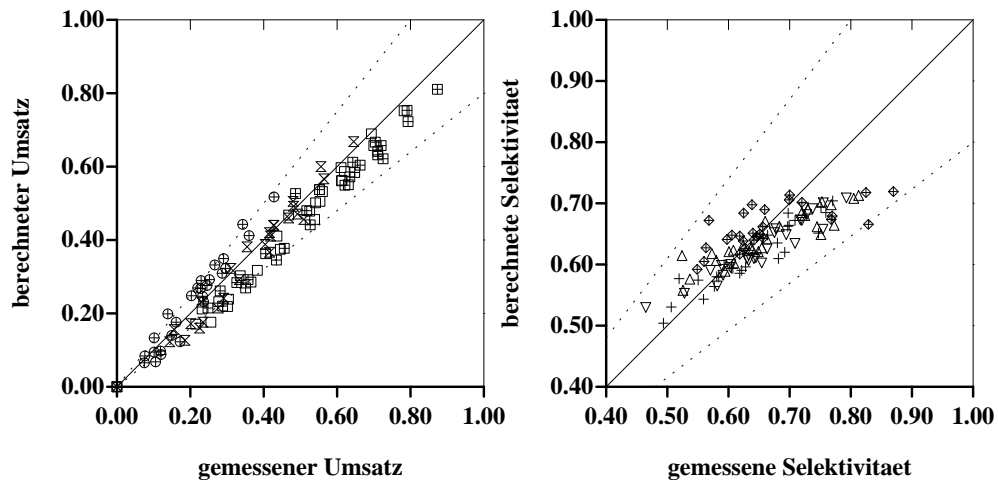 1.00
0.80
0.60
0.40
0.20
0.00
berechneter Umsatz
0.00 0.20 0.40 0.60 0.80 1.00
gemessener Umsatz
1.00
0.90
0.80
0.70
0.60
0.50
0.40
berechnete Selektivitaet
0.40 0.50 0.60 0.70 0.80 0.90 1.00
gemessene Selektivitaet